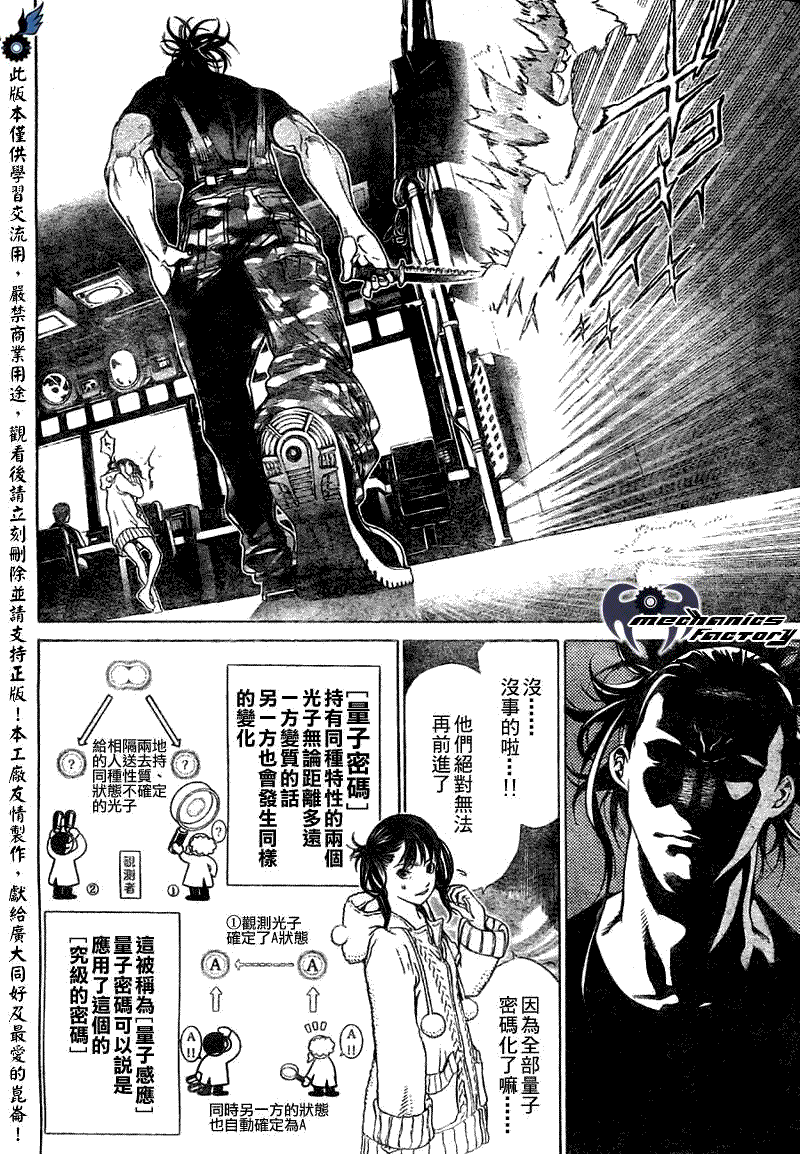 此版本僅供學習交流用，嚴禁商業用途，觀看後請立刻刪除並請支持正版！本工廠友情製作，獻給廣大同好及最愛的崑崙！
mechanics
factory
沒……
沒事的啦…!!
他們絕對無法
再前進了
因為全部量子
密碼化了嘛……
[量子密碼]
持有同種特性的兩個
光子無論距離多遠
一方變質的話
另一方也會發生同樣
的變化
地持、定
兩去質確
隔送性不子
相人種態光
給的同狀的
?
?
?
觀測者
①
②
①觀測光子
確定了A狀態
A
A
A!!
A!!
同時另一方的狀態
也自動確定為A
這被稱為[量子感應]
量子密碼可以說是
應用了這個的
[究級的密碼]